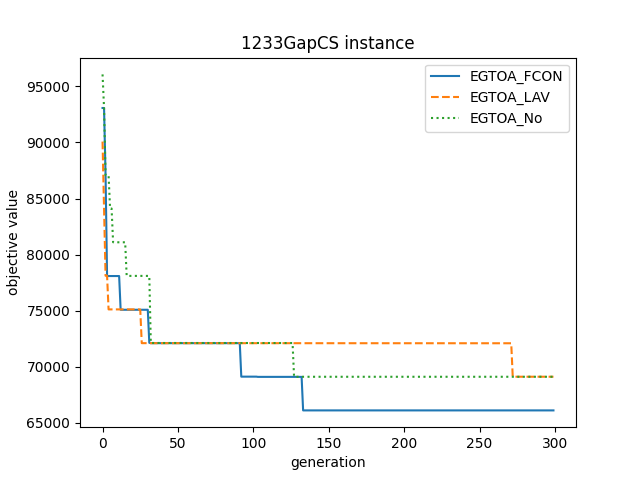 1233GapCS instance
EGTOA_FCON
EGTOA_LAV
EGTOA_No
objective value
95000
90000
85000
80000
75000
70000
65000
0 50 100 150 200 250 300
generation